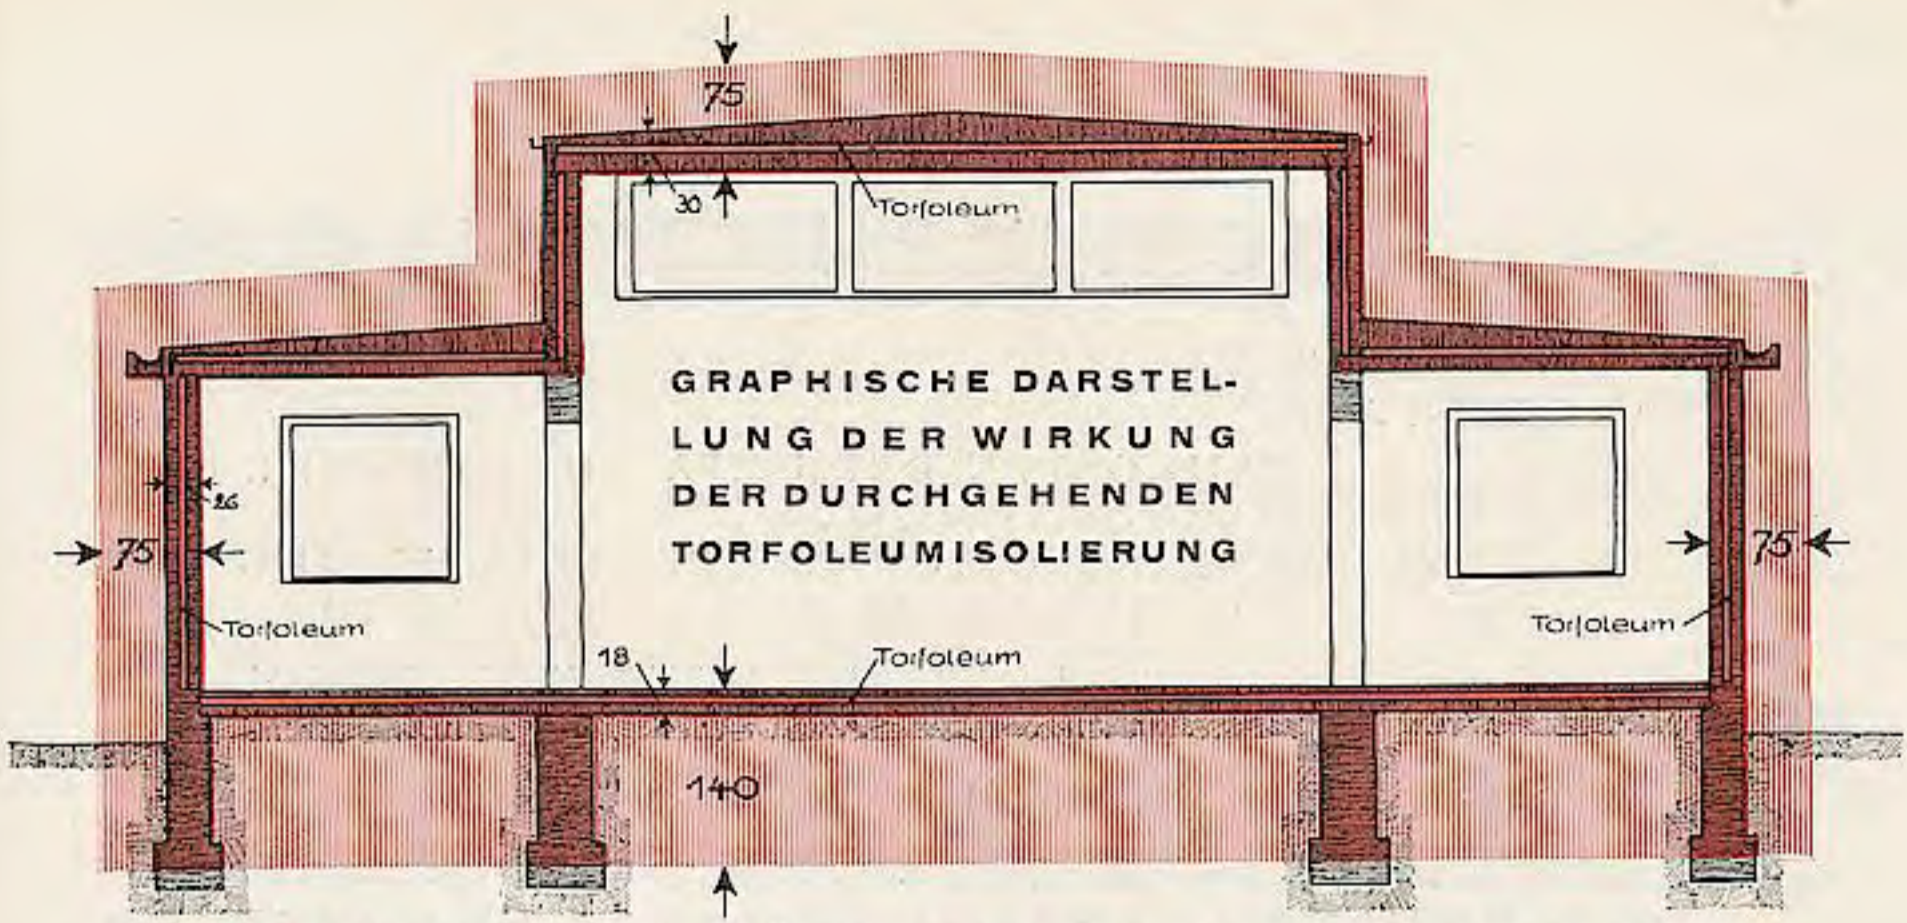 75
30
Torfoleum
GRAPHISCHE DARSTEL-
LUNG DER WIRKUNG
DER DURCHGEHENDEN
TORFOLEUMISOLIERUNG
26
75
75
Torfoleum
Torfoleum
18
Torfoleum
140